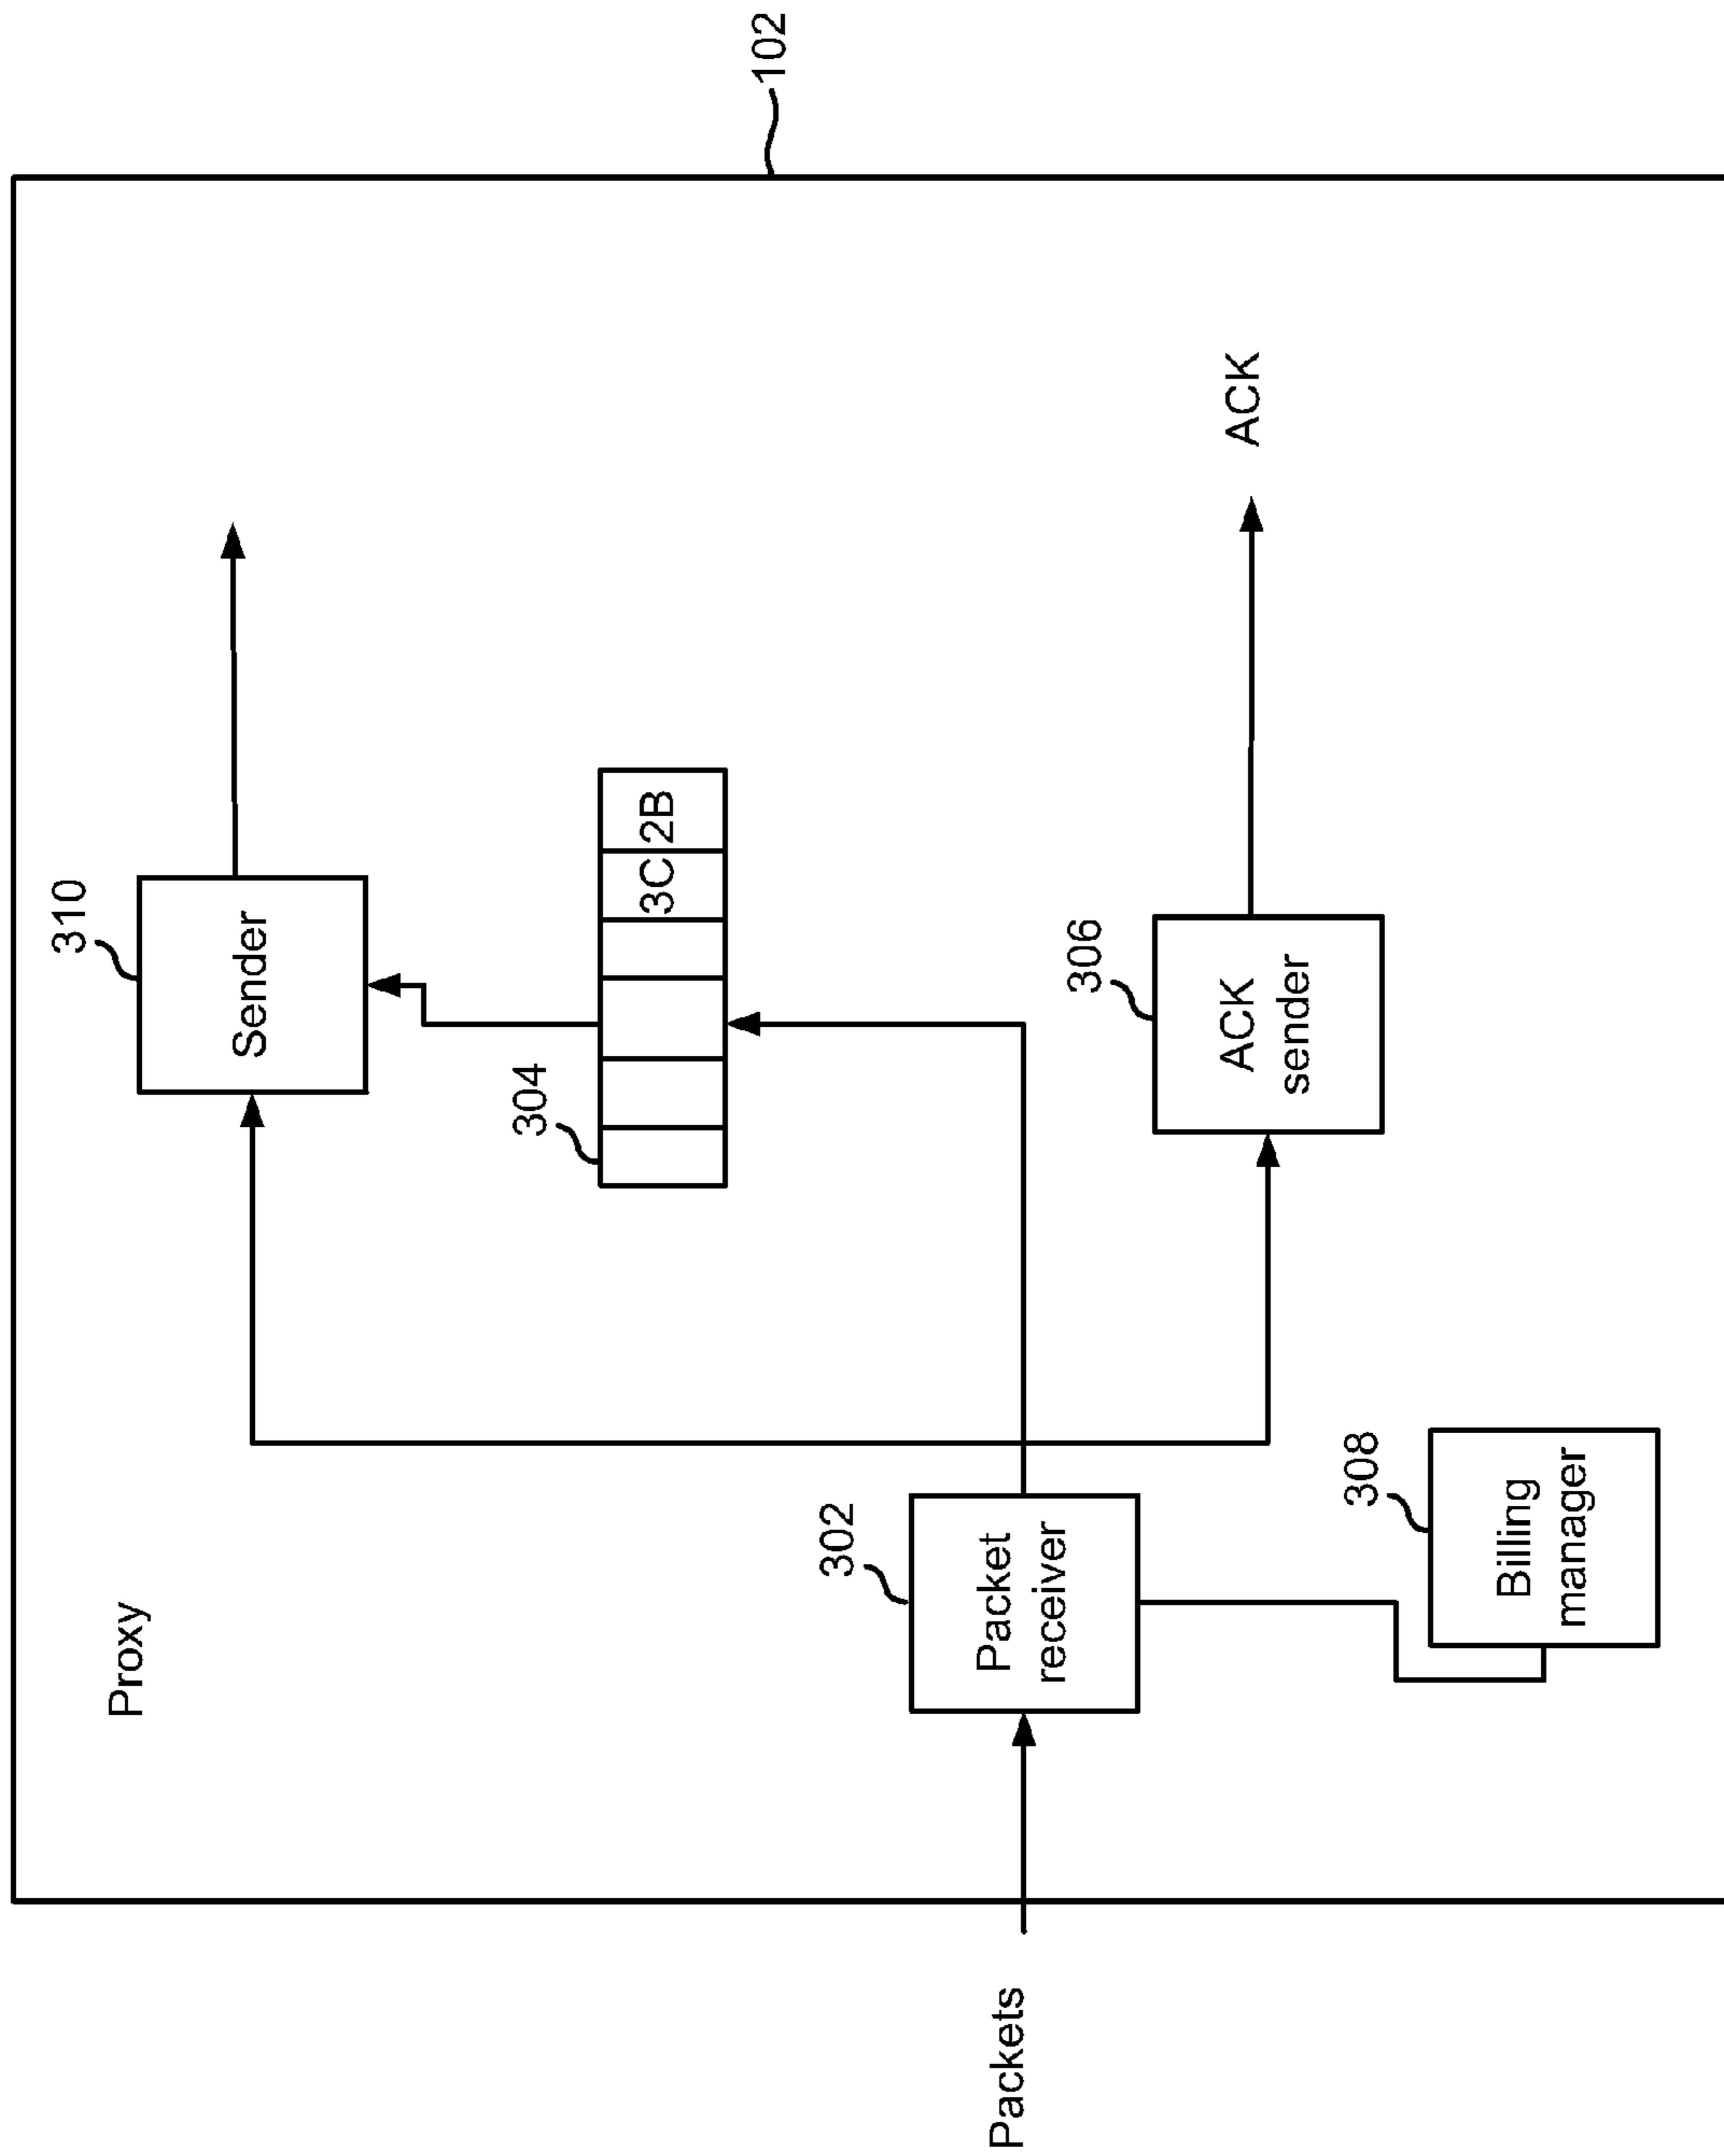 Proxy
310
Sender
102
304
3C
2B
302
Packet
receiver
Packets
306
ACK
sender
ACK
308
Billing
manager